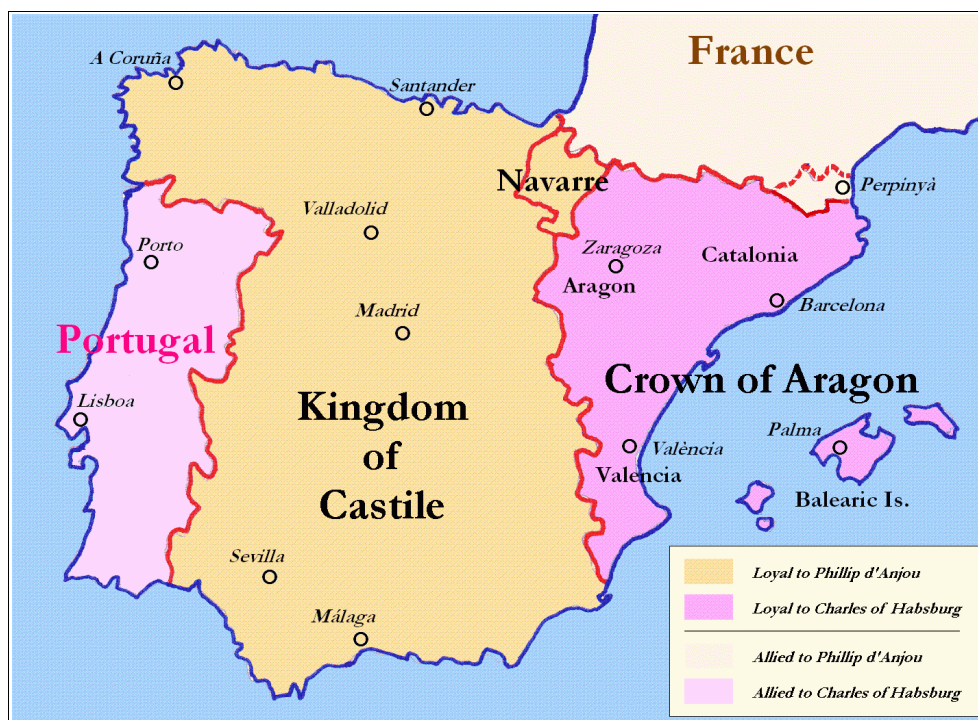 France
A Coruña
Santander
Navarre
Perpinyà
Valladolid
Porto
Zaragoza
Catalonia
Aragon
Barcelona
Madrid
Portugal
Crown of Aragon
Lisboa
Kingdom
of
Castile
Palma
València
Valencia
Balearic Is.
Sevilla
Málaga
Loyal to Phillip d'Anjou
Loyal to Charles of Habsburg
Allied to Phillip d'Anjou
Allied to Charles of Habsburg